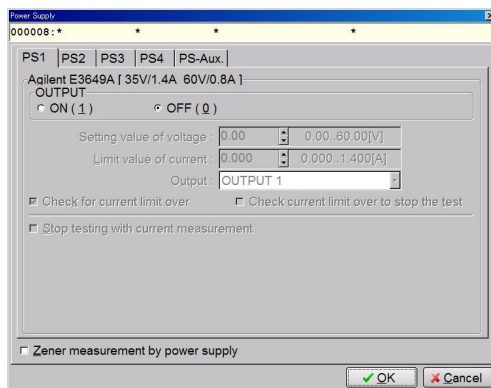 Power Supply
000008:* * * *
PS1 PS2 PS3 PS4 PS-Aux.
Agilent E3649A [ 35V/1.4A 60V/0.8A ]
OUTPUT
ON ( 1 ) OFF ( 0 )
Setting value of voltage : 0.00 0.00..60.00[V]
Limit value of current : 0.000 0.000..1.400[A]
Output : OUTPUT 1
Check for current limit over Check current limit over to stop the test
Stop testing with current measurement
Zener measurement by power supply
OK Cancel